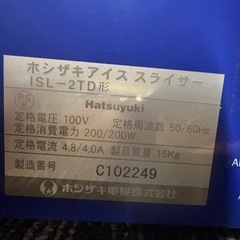 ホシザキアイス スライサー
ISL-2TD形
PS
E
Hatsuyuki
定格電圧 100V 定格周波数 50/60Hz
定格消費電力 200/200W
定格電流 4.8/4.0A 製品質量 15Kg
製造番号 C102249
ホシザキ電機株式会社